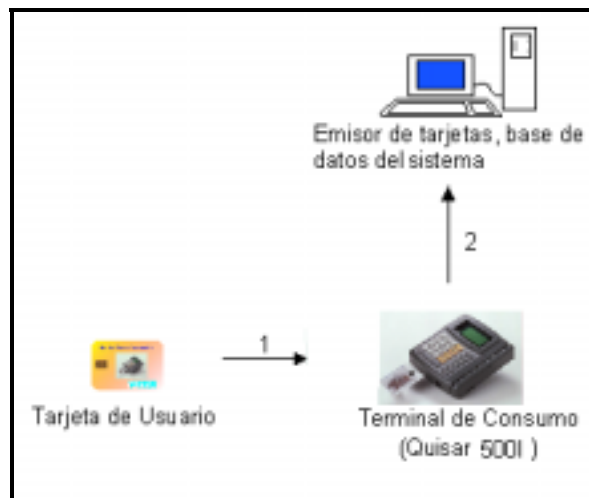 Emisor de tarjetas, base de
datos del sistema
2
1
Tarjeta de Usuario
Terminal de Consumo
(Quisar 500I )